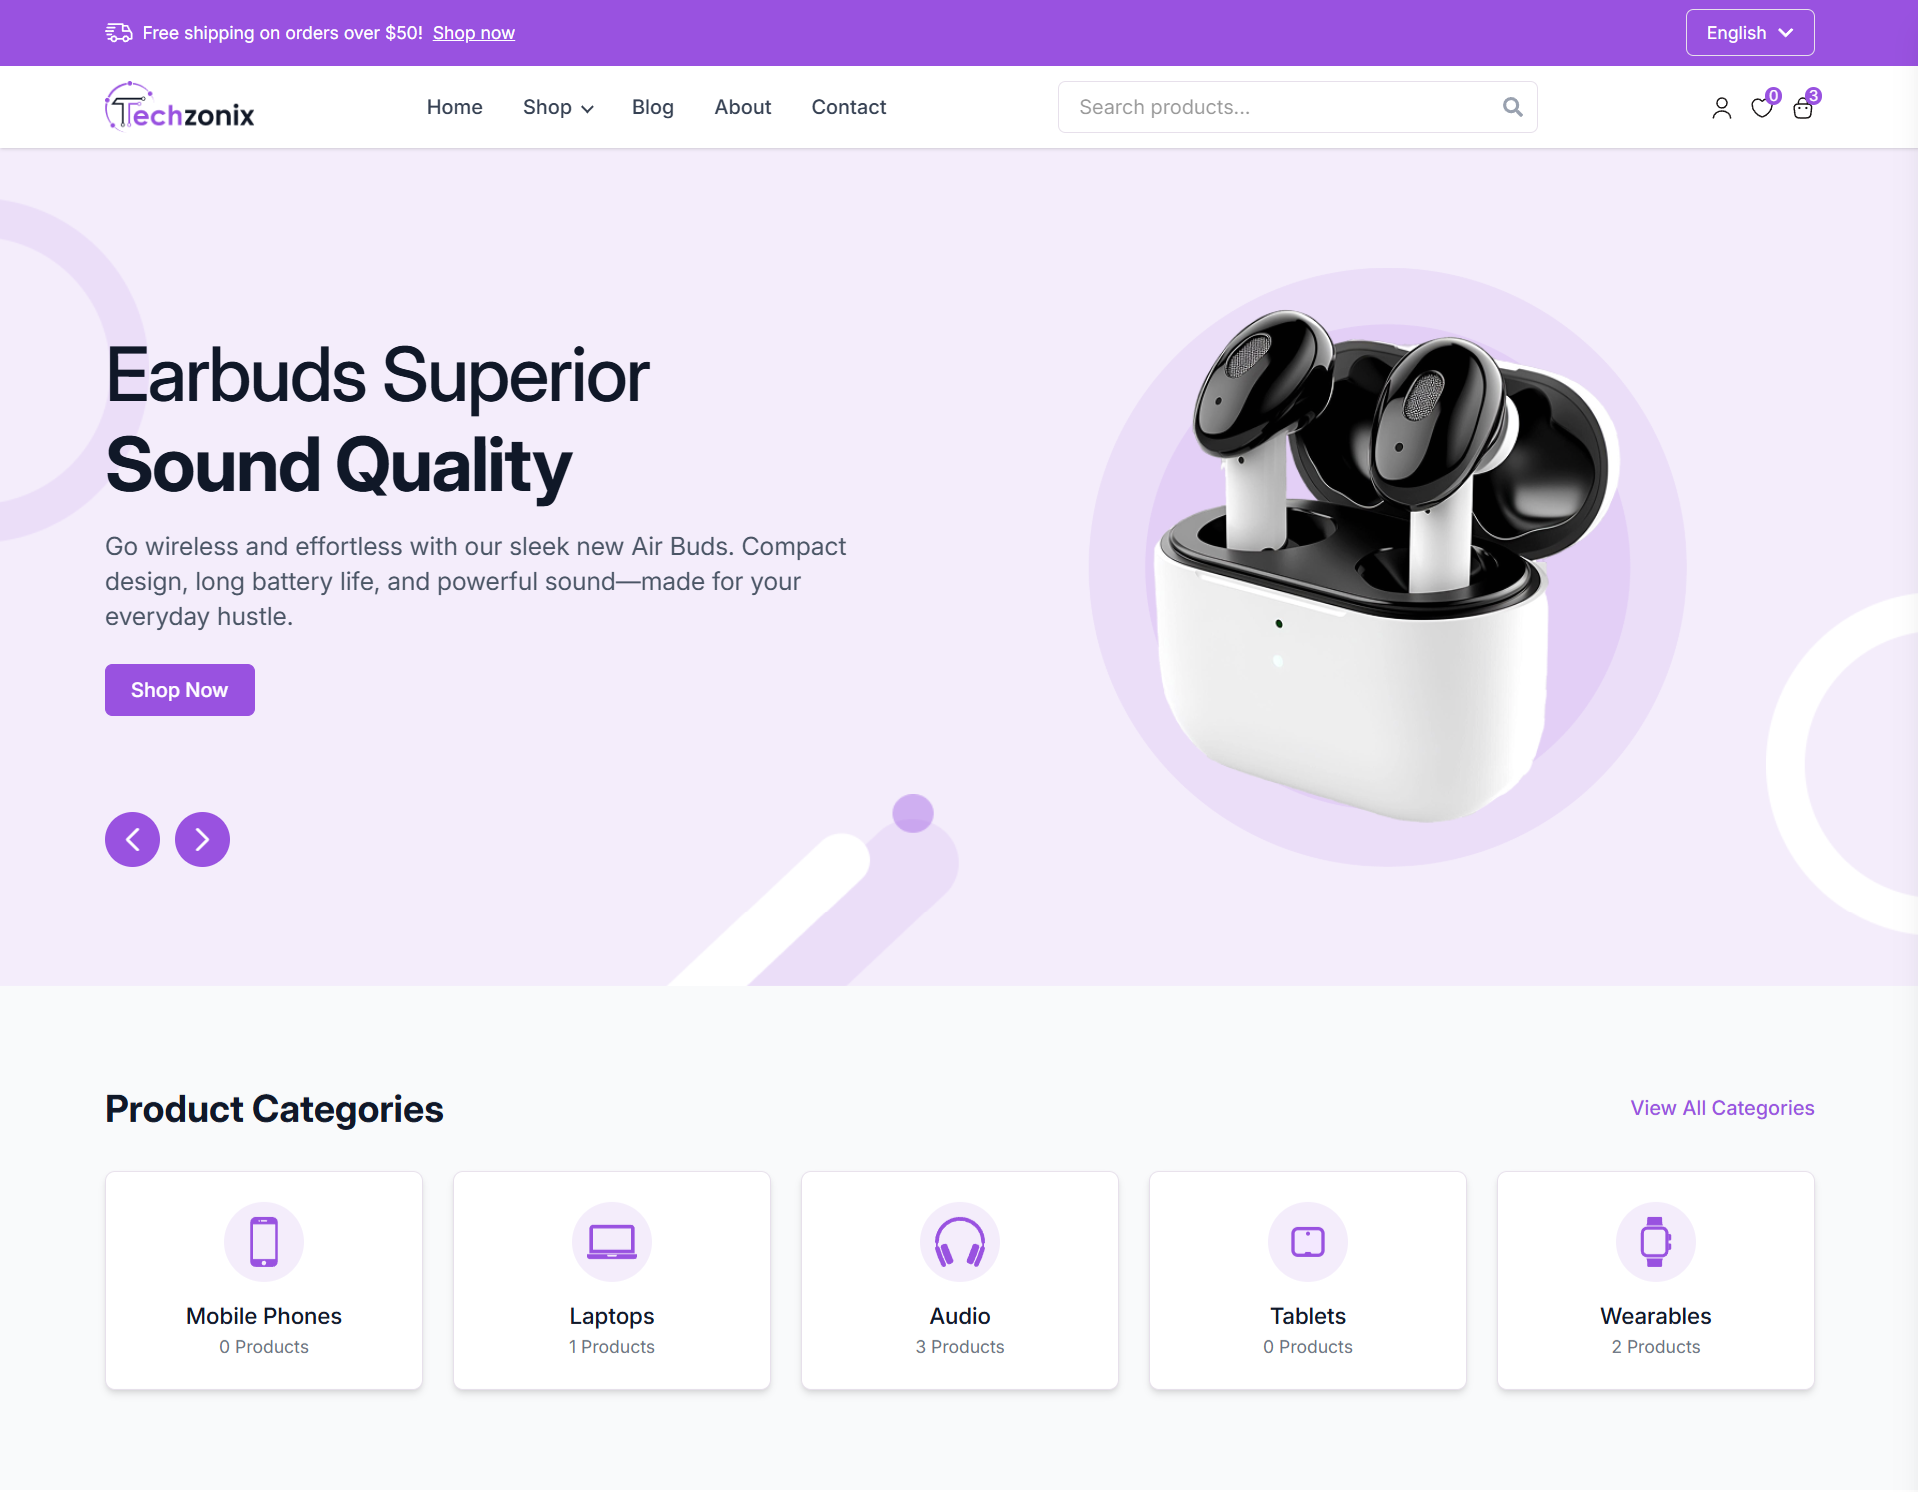 Free shipping on orders over $50! Shop now
English
Techzonix
Home
Shop
Blog
About
Contact
Search products...
0
3
Earbuds Superior
Sound Quality
Go wireless and effortless with our sleek new Air Buds. Compact
design, long battery life, and powerful sound—made for your
everyday hustle.
Shop Now
Product Categories
View All Categories
Mobile Phones
0 Products
Laptops
1 Products
Audio
3 Products
Tablets
0 Products
Wearables
2 Products